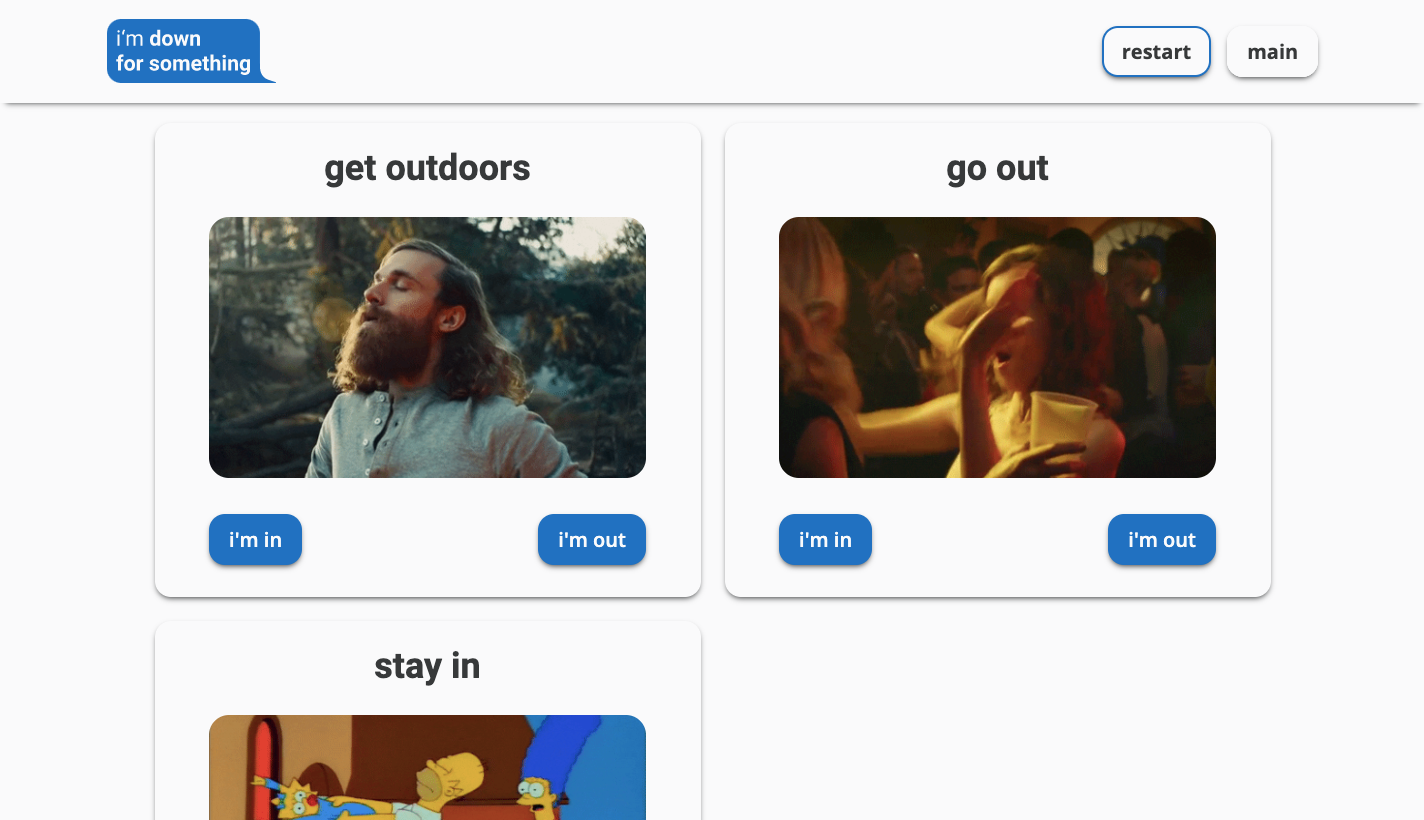 i'm down
for something
restart
main
get outdoors
go out
i'm in
i'm out
i'm in
i'm out
stay in